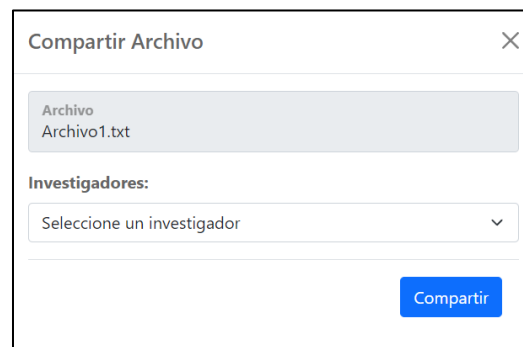 Compartir Archivo
Archivo
Archivo1.txt
Investigadores:
Seleccione un investigador
Compartir